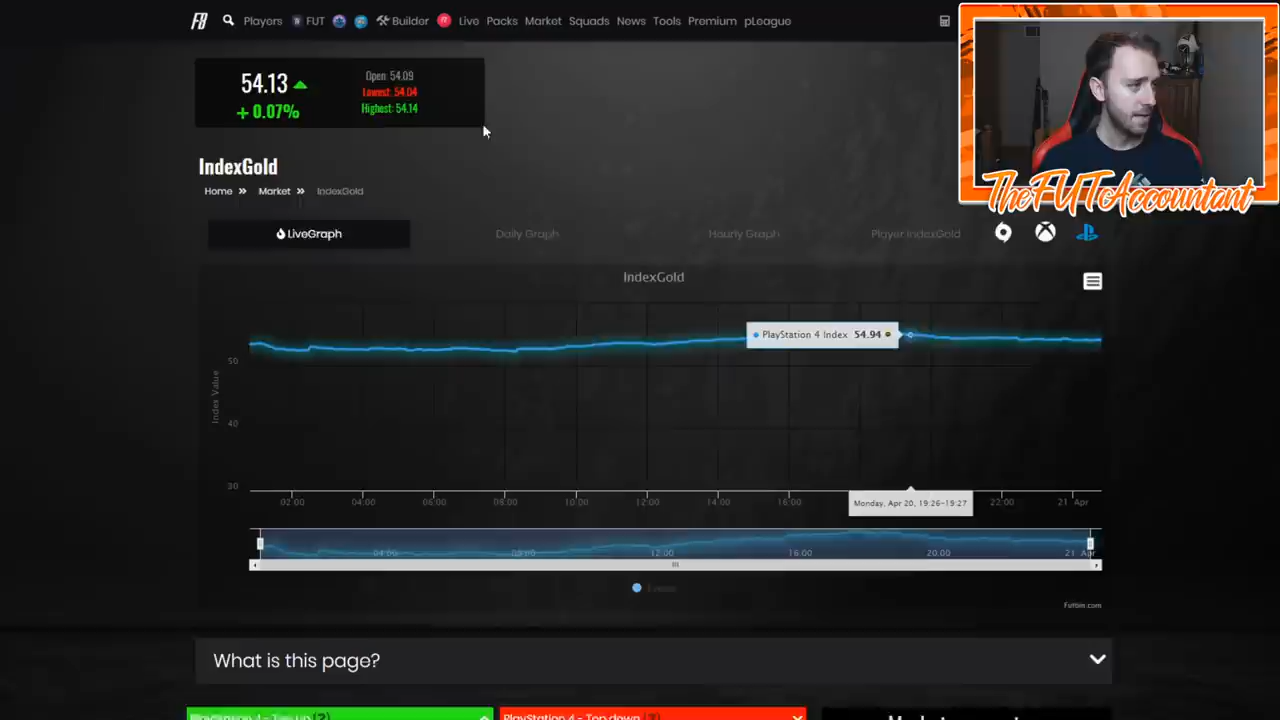 FB Players FUT Builder Live Packs Market Squads News Tools Premium pLeague
54.13
+ 0.07%
Open: 54.09
Lowest: 54.04
Highest: 54.14
TheFUTAccountant
IndexGold
Home » Market » IndexGold
LiveGraph
Daily Graph
Hourly Graph
Player IndexGold
IndexGold
PlayStation 4 Index 54.94
Index Value
50
40
30
02:00 04:00 06:00 08:00 10:00 12:00 14:00 16:00 22:00 21 Apr
Monday, Apr 20, 19:26-19:27
04:00 08:00 12:00 16:00 20:00 21 Apr
Futbin.com
What is this page?
PlayStation 4 - Top down